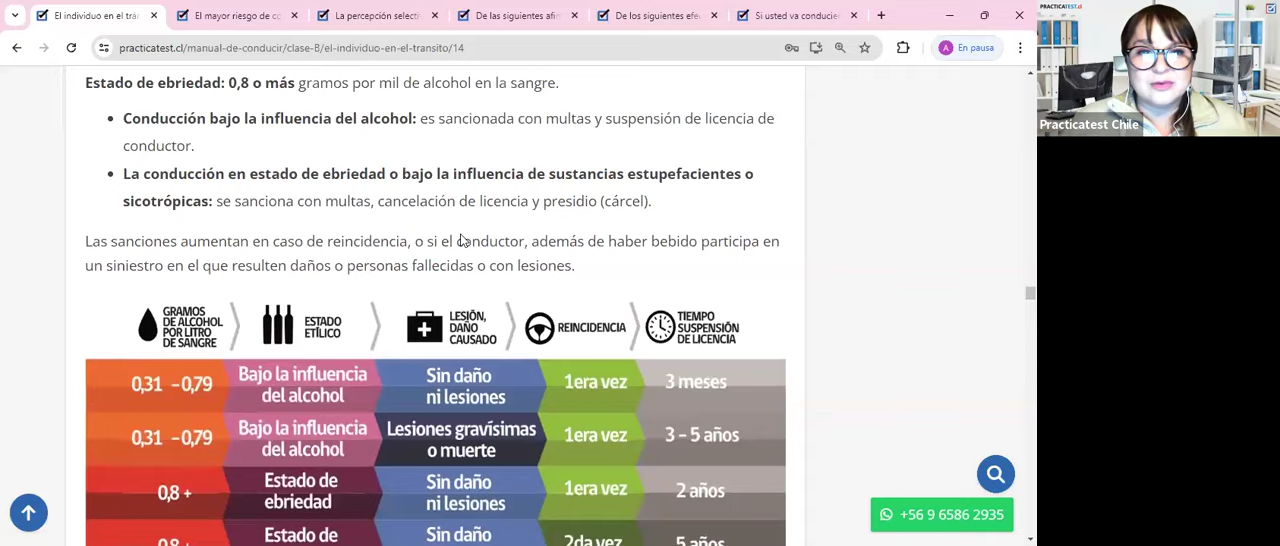 El individuo en el trán
El mayor riesgo de co
La percepción selecti
De las siguientes afir
De los siguientes efec
Si usted va conducie
practicatest.cl/manual-de-conducir/clase-B/el-individuo-en-el-transito/14
A En pausa
PRACTICATEST.cl
Practicatest Chile
Estado de ebriedad: 0,8 o más gramos por mil de alcohol en la sangre.
Conducción bajo la influencia del alcohol: es sancionada con multas y suspensión de licencia de
conductor.
La conducción en estado de ebriedad o bajo la influencia de sustancias estupefacientes o
sicotrópicas: se sanciona con multas, cancelación de licencia y presidio (cárcel).
Las sanciones aumentan en caso de reincidencia, o si el conductor, además de haber bebido participa en
un siniestro en el que resulten daños o personas fallecidas o con lesiones.
GRAMOS
DE ALCOHOL
POR LITRO
DE SANGRE
ESTADO
ETÍLICO
LESIÓN,
DAÑO
CAUSADO
REINCIDENCIA
TIEMPO
SUSPENSIÓN
DE LICENCIA
0,31 - 0,79
Bajo la influencia
del alcohol
Sin daño
ni lesiones
1era vez
3 meses
0,31 - 0,79
Bajo la influencia
del alcohol
Lesiones gravísimas
o muerte
1era vez
3 - 5 años
0,8 +
Estado de
ebriedad
Sin daño
ni lesiones
1era vez
2 años
0,8 +
Estado de
Sin daño
2da vez
5 años
+56 9 6586 2935